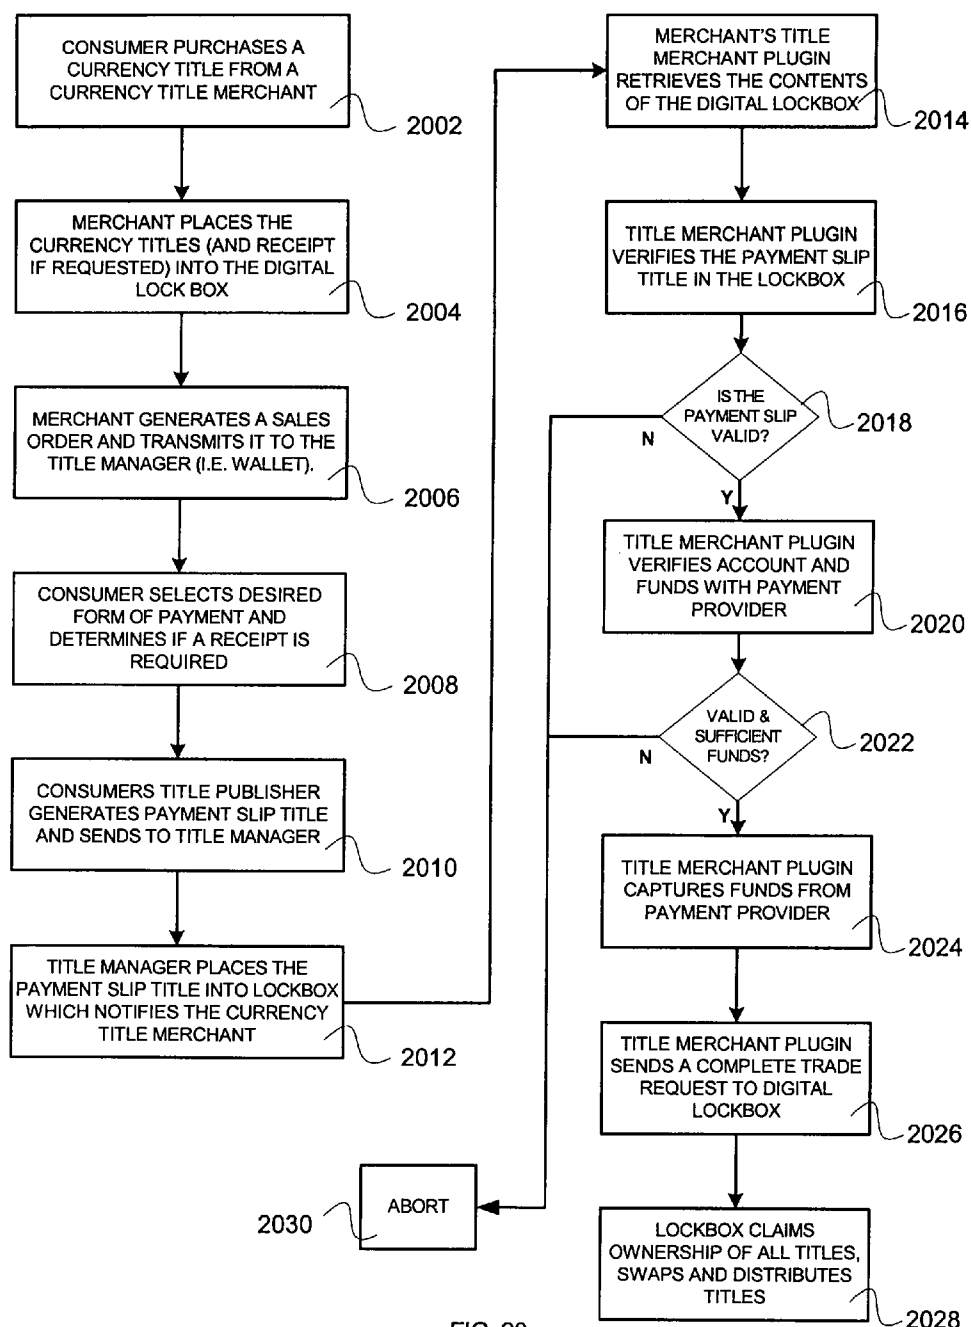 CONSUMER PURCHASES A
CURRENCY TITLE FROM A
CURRENCY TITLE MERCHANT
2002
MERCHANT PLACES THE
CURRENCY TITLES (AND RECEIPT
IF REQUESTED) INTO THE DIGITAL
LOCK BOX
2004
MERCHANT GENERATES A SALES
ORDER AND TRANSMITS IT TO THE
TITLE MANAGER (I.E. WALLET).
2006
CONSUMER SELECTS DESIRED
FORM OF PAYMENT AND
DETERMINES IF A RECEIPT IS
REQUIRED
2008
CONSUMERS TITLE PUBLISHER
GENERATES PAYMENT SLIP TITLE
AND SENDS TO TITLE MANAGER
2010
TITLE MANAGER PLACES THE
PAYMENT SLIP TITLE INTO LOCKBOX
WHICH NOTIFIES THE CURRENCY
TITLE MERCHANT
2012
MERCHANT'S TITLE
MERCHANT PLUGIN
RETRIEVES THE CONTENTS
OF THE DIGITAL LOCKBOX
2014
TITLE MERCHANT PLUGIN
VERIFIES THE PAYMENT SLIP
TITLE IN THE LOCKBOX
2016
IS THE
PAYMENT SLIP
VALID?
2018
N
Y
TITLE MERCHANT PLUGIN
VERIFIES ACCOUNT AND
FUNDS WITH PAYMENT
PROVIDER
2020
VALID &
SUFFICIENT
FUNDS?
2022
N
Y
TITLE MERCHANT PLUGIN
CAPTURES FUNDS FROM
PAYMENT PROVIDER
2024
TITLE MERCHANT PLUGIN
SENDS A COMPLETE TRADE
REQUEST TO DIGITAL
LOCKBOX
2026
ABORT
2030
LOCKBOX CLAIMS
OWNERSHIP OF ALL TITLES,
SWAPS AND DISTRIBUTES
TITLES
2028